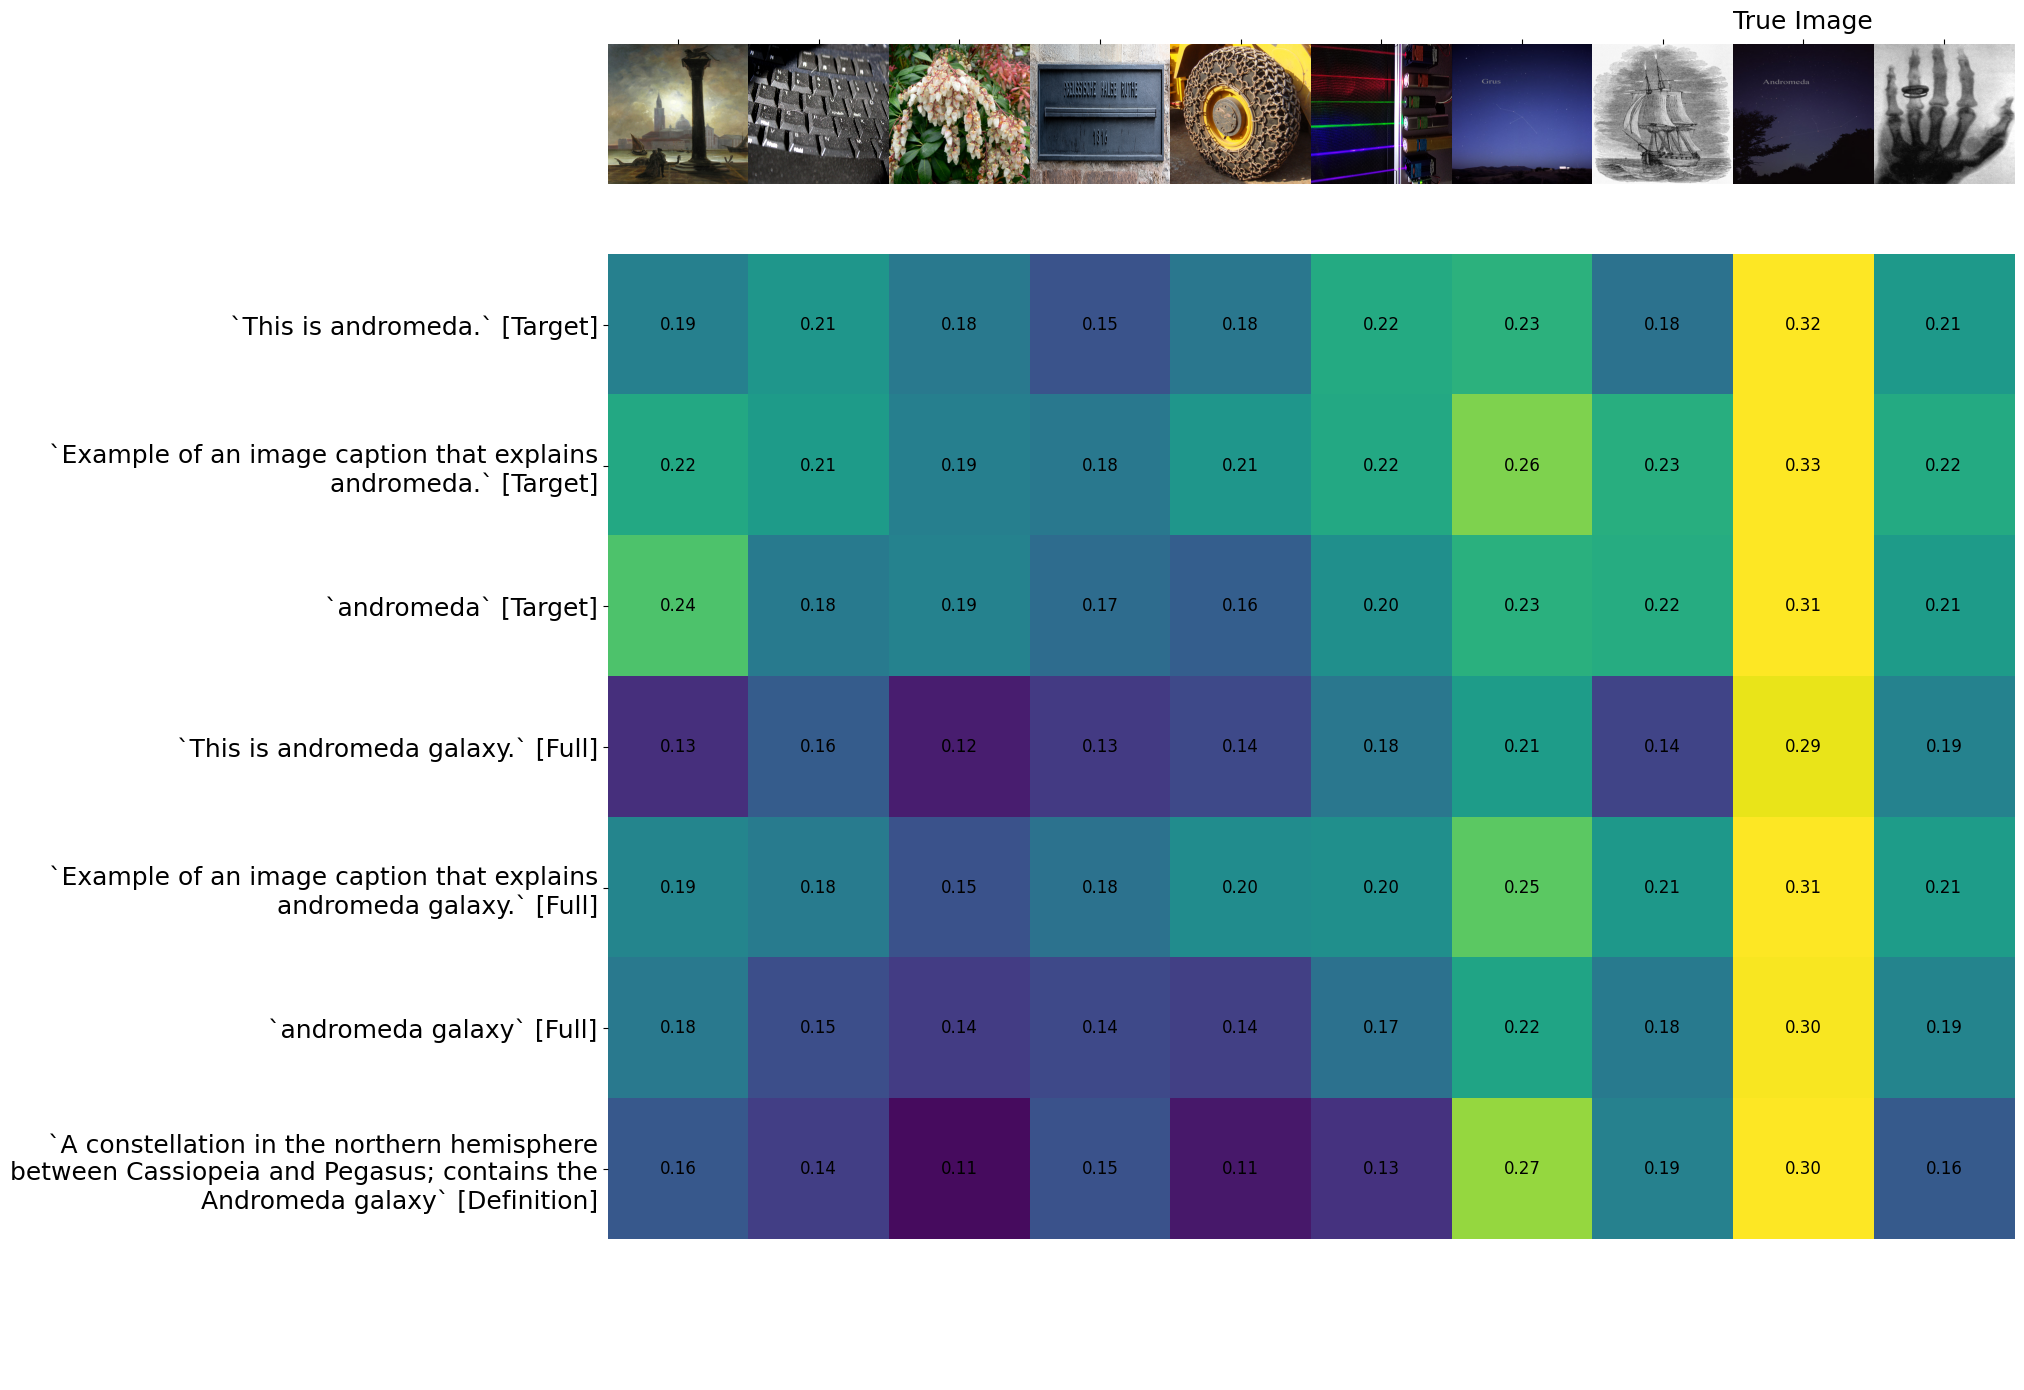 True Image
Grus
Andromeda
1816
`This is andromeda.` [Target]
0.19 0.21 0.18 0.15 0.18 0.22 0.23 0.18 0.32 0.21
`Example of an image caption that explains
andromeda.` [Target]
0.22 0.21 0.19 0.18 0.21 0.22 0.26 0.23 0.33 0.22
`andromeda` [Target]
0.24 0.18 0.19 0.17 0.16 0.20 0.23 0.22 0.31 0.21
`This is andromeda galaxy.` [Full]
0.13 0.16 0.12 0.13 0.14 0.18 0.21 0.14 0.29 0.19
`Example of an image caption that explains
andromeda galaxy.` [Full]
0.19 0.18 0.15 0.18 0.20 0.20 0.25 0.21 0.31 0.21
`andromeda galaxy` [Full]
0.18 0.15 0.14 0.14 0.14 0.17 0.22 0.18 0.30 0.19
`A constellation in the northern hemisphere
between Cassiopeia and Pegasus; contains the
Andromeda galaxy` [Definition]
0.16 0.14 0.11 0.15 0.11 0.13 0.27 0.19 0.30 0.16